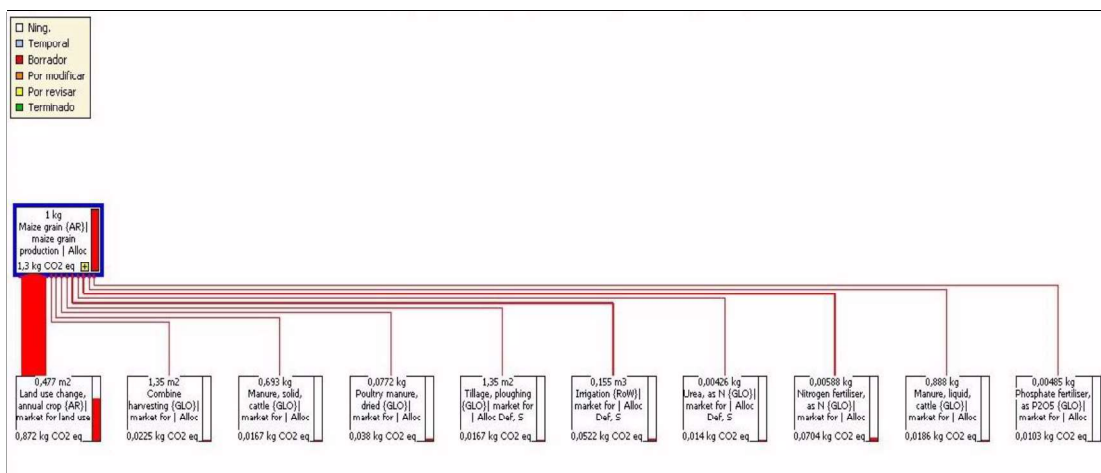 Ning.
Temporal
Borrador
Por modificar
Por revisar
Terminado
1 kg
Maize grain {AR}|
maize grain
production | Alloc
1,3 kg CO2 eq
0,477 m2
Land use change,
annual crop {AR}|
market for land use
0,872 kg CO2 eq
1,35 m2
Combine
harvesting {GLO}|
market for | Alloc
0,0225 kg CO2 eq
0,693 kg
Manure, solid,
cattle {GLO}|
market for | Alloc
0,0167 kg CO2 eq
0,0772 kg
Poultry manure,
dried {GLO}|
market for | Alloc
0,038 kg CO2 eq
1,35 m2
Tillage, ploughing
{GLO}| market for
| Alloc Def, S
0,0167 kg CO2 eq
0,155 m3
Irrigation {RoW}|
market for | Alloc
Def, S
0,0522 kg CO2 eq
0,00426 kg
Urea, as N {GLO}|
market for | Alloc
Def, S
0,014 kg CO2 eq
0,00588 kg
Nitrogen fertiliser,
as N {GLO}|
market for | Alloc
0,0704 kg CO2 eq
0,888 kg
Manure, liquid,
cattle {GLO}|
market for | Alloc
0,0186 kg CO2 eq
0,00485 kg
Phosphate fertiliser,
as P2O5 {GLO}|
market for | Alloc
0,0103 kg CO2 eq